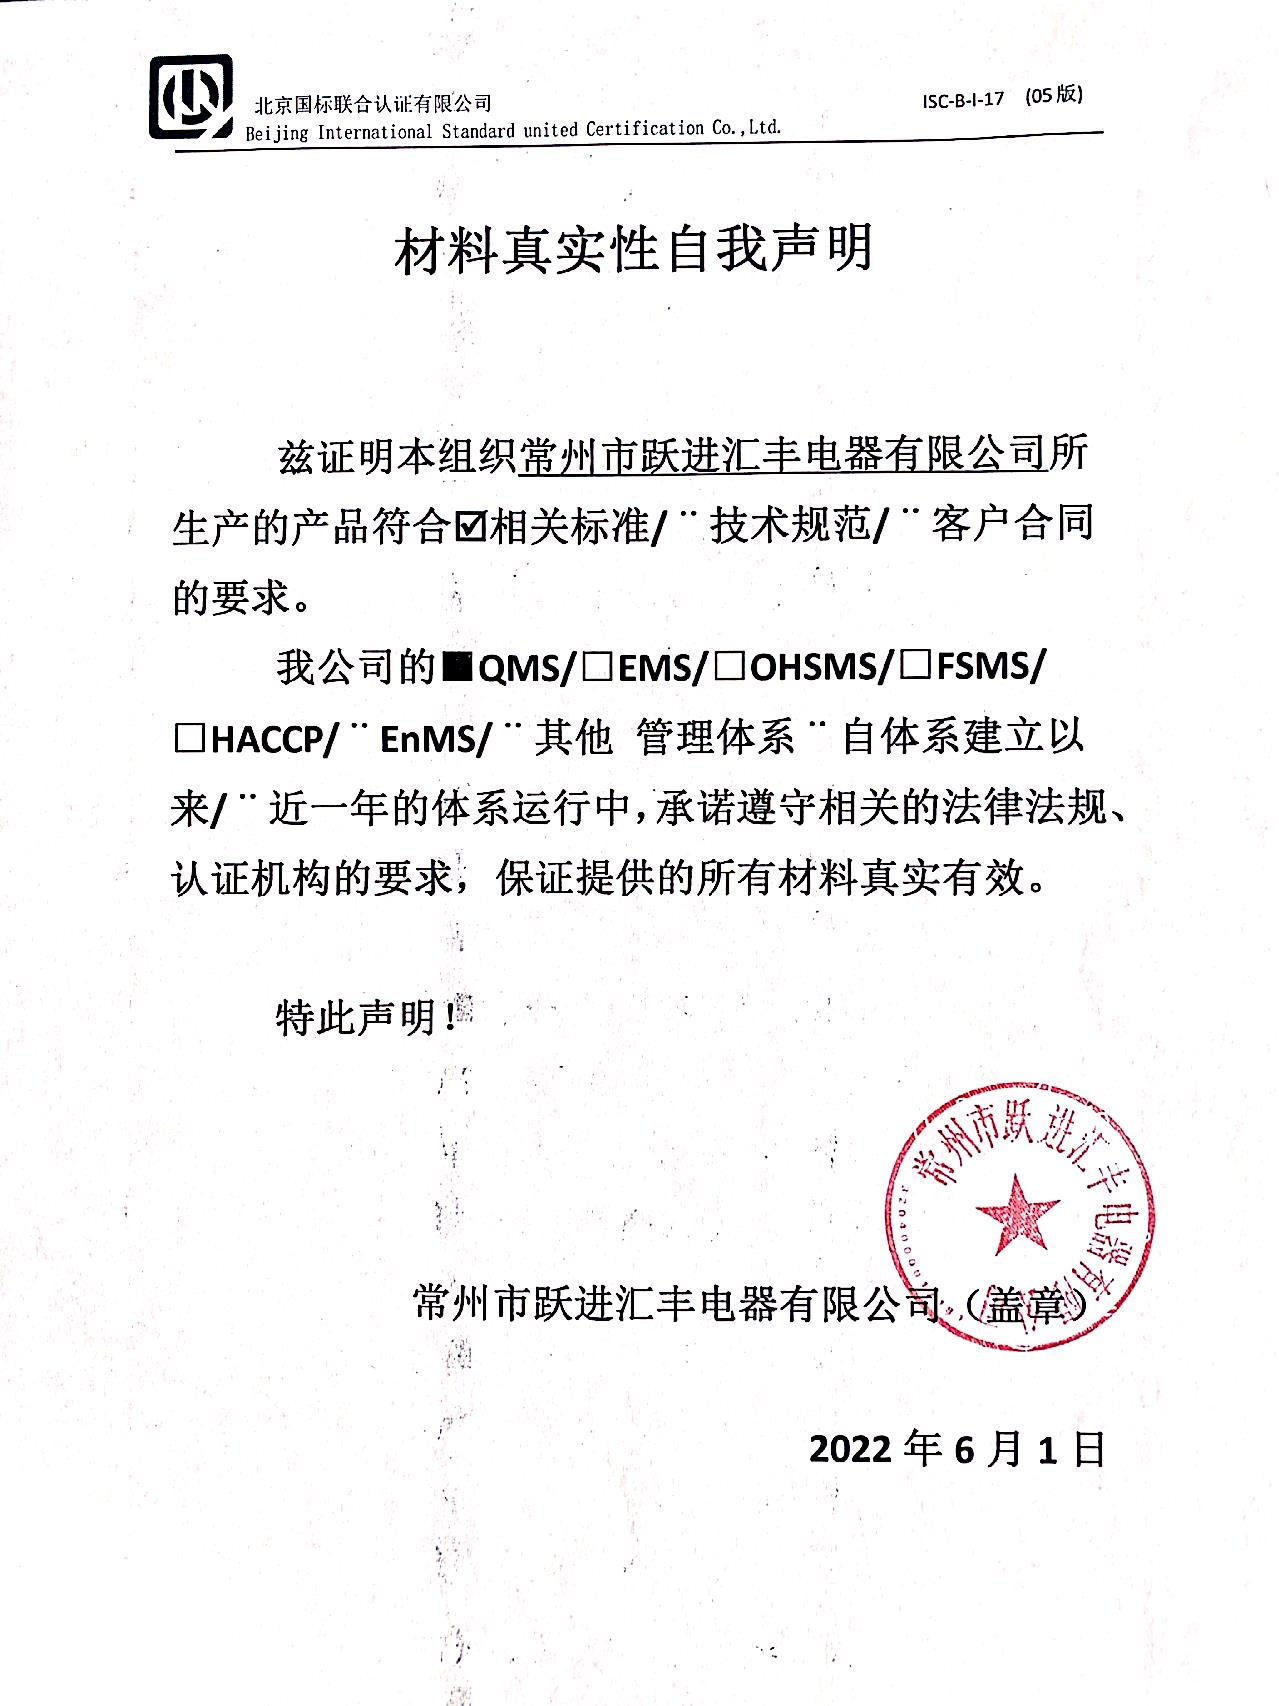 北京国标联合认证有限公司
ISC-B-I-17 (05版)
Beijing International Standard united Certification Co.,Ltd.
材料真实性自我声明
兹证明本组织常州市跃进汇丰电器有限公司所
生产的产品符合☑相关标准/¨技术规范/¨客户合同
的要求。
我公司的■QMS/□EMS/□OHSMS/□FSMS/
□HACCP/¨EnMS/¨其他 管理体系¨自体系建立以
来/¨近一年的体系运行中,承诺遵守相关的法律法规、
认证机构的要求，保证提供的所有材料真实有效。
特此声明！
常州市跃进汇丰电器有限公司
常州市跃进汇丰电器有限公司（盖章）
2022年6月1日